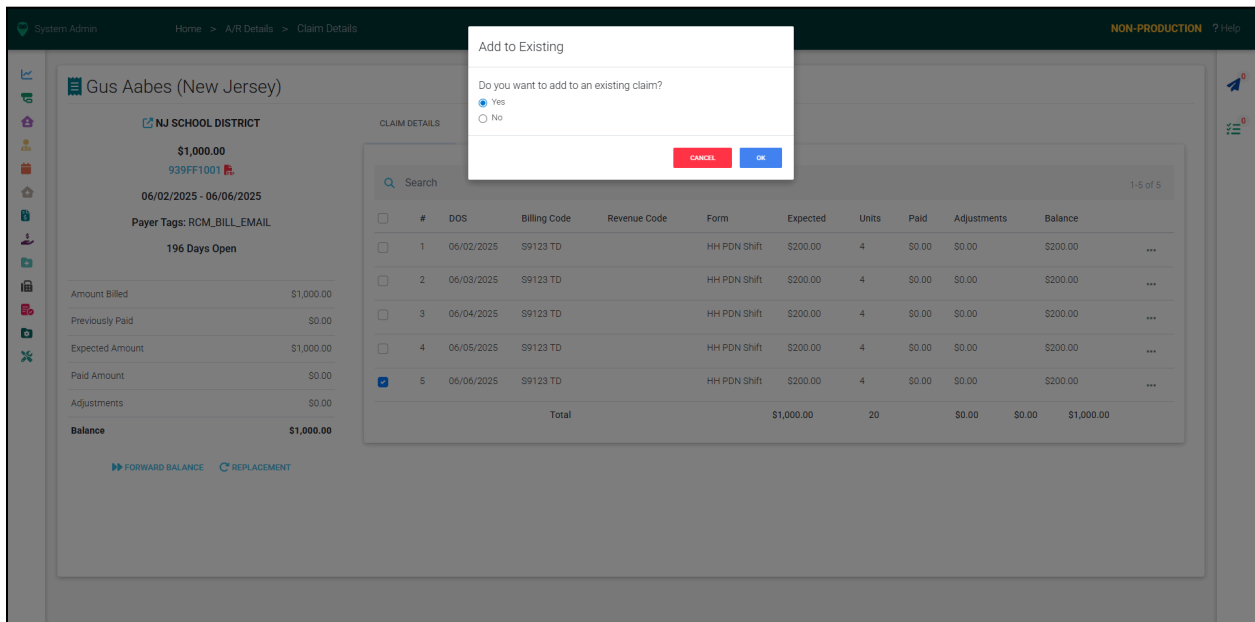 System Admin Home > A/R Details > Claim Details NON-PRODUCTION ? Help
Add to Existing
Do you want to add to an existing claim?
Yes
No
CANCEL OK
Gus Aabes (New Jersey)
NJ SCHOOL DISTRICT
$1,000.00
939FF1001
06/02/2025 - 06/06/2025
Payer Tags: RCM_BILL_EMAIL
196 Days Open
Amount Billed $1,000.00
Previously Paid $0.00
Expected Amount $1,000.00
Paid Amount $0.00
Adjustments $0.00
Balance $1,000.00
FORWARD BALANCE REPLACEMENT
CLAIM DETAILS
Search 1-5 of 5
# DOS Billing Code Revenue Code Form Expected Units Paid Adjustments Balance
1 06/02/2025 S9123 TD HH PDN Shift $200.00 4 $0.00 $0.00 $200.00 ...
2 06/03/2025 S9123 TD HH PDN Shift $200.00 4 $0.00 $0.00 $200.00 ...
3 06/04/2025 S9123 TD HH PDN Shift $200.00 4 $0.00 $0.00 $200.00 ...
4 06/05/2025 S9123 TD HH PDN Shift $200.00 4 $0.00 $0.00 $200.00 ...
5 06/06/2025 S9123 TD HH PDN Shift $200.00 4 $0.00 $0.00 $200.00 ...
Total $1,000.00 20 $0.00 $0.00 $1,000.00
0
0